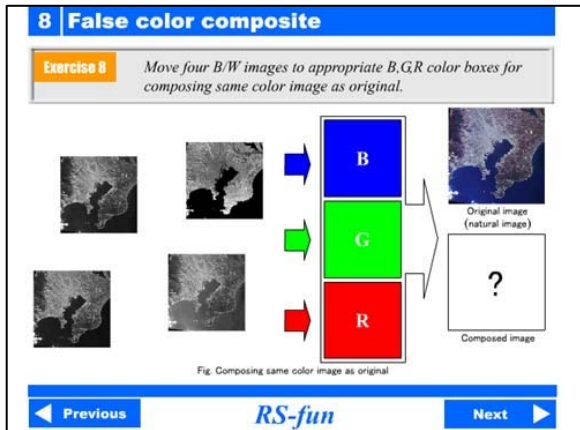 8 False color composite
Exercise 8
Move four B/W images to appropriate B,G,R color boxes for
composing same color image as original.
B
G
R
Original image
(natural image)
?
Composed image
Fig. Composing same color image as original
Previous
RS-fun
Next